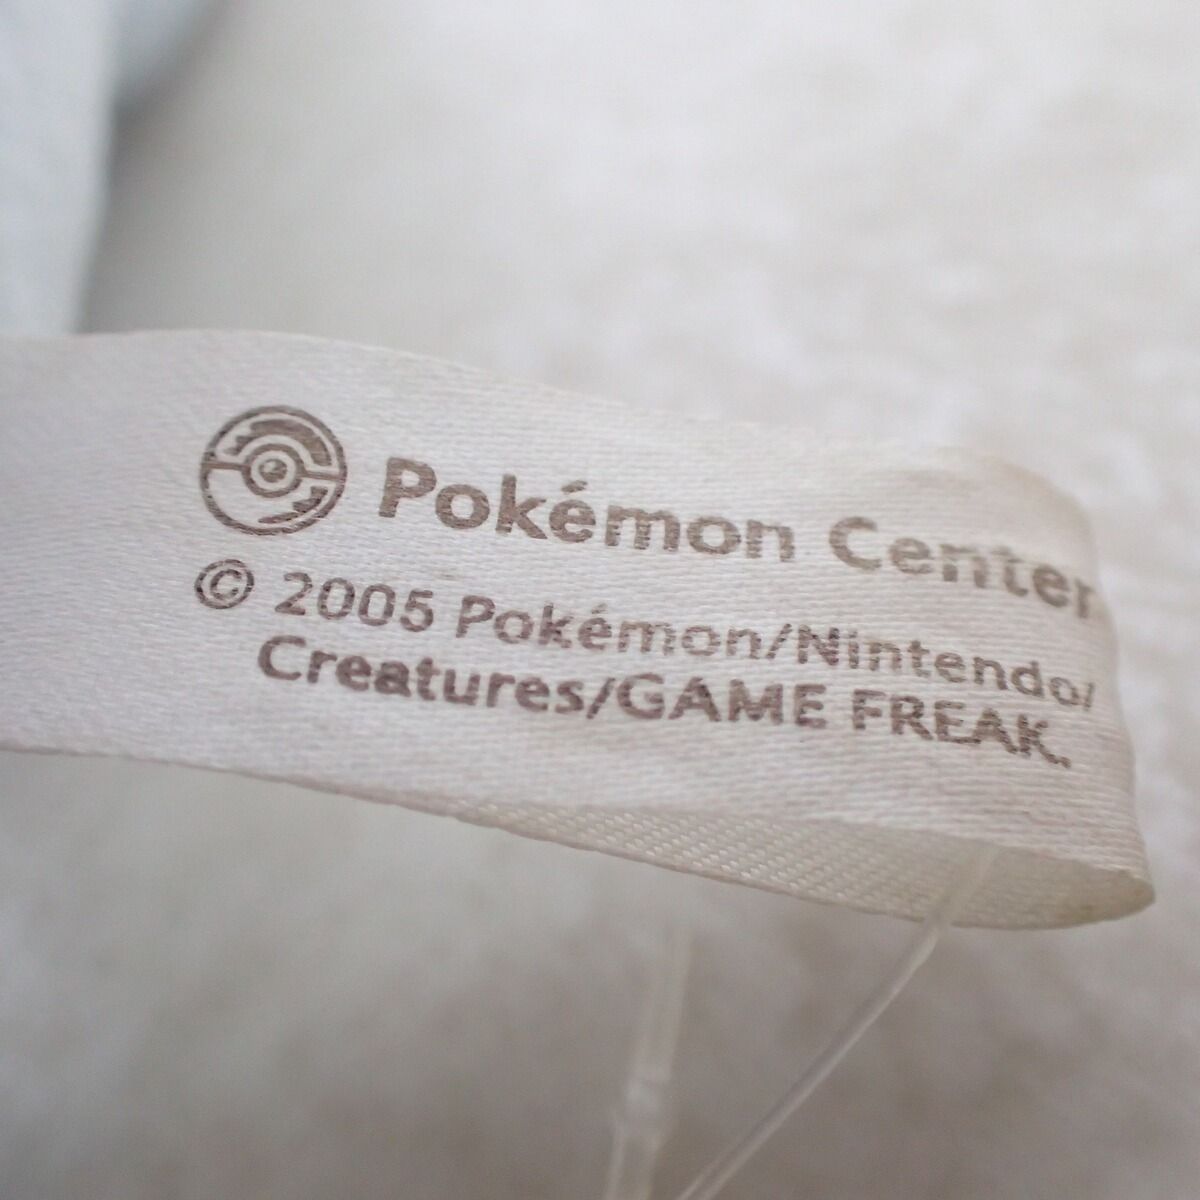 Pokémon Center
© 2005 Pokémon/Nintendo/
Creatures/GAME FREAK.